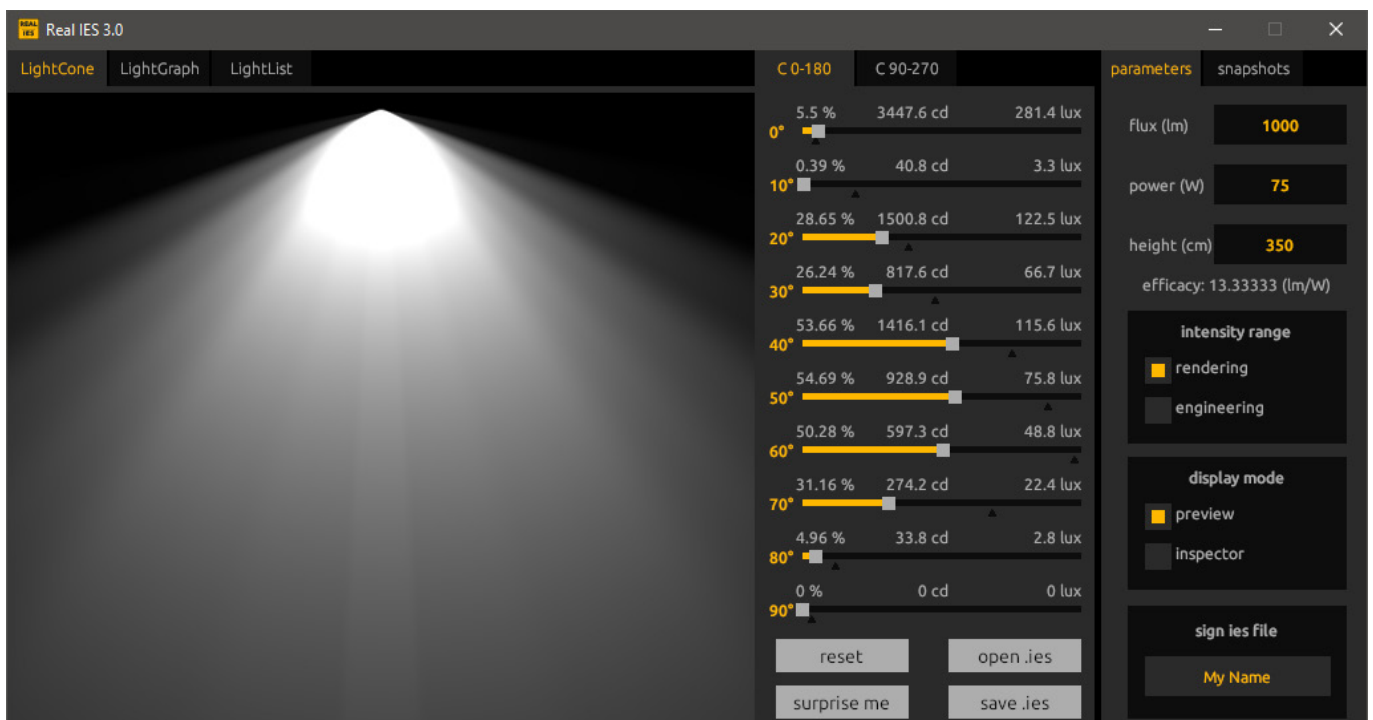 REAL IES Real IES 3.0
LightCone LightGraph LightList
C 0-180 C 90-270
parameters snapshots
5.5 % 3447.6 cd 281.4 lux
0°
0.39 % 40.8 cd 3.3 lux
10°
28.65 % 1500.8 cd 122.5 lux
20°
26.24 % 817.6 cd 66.7 lux
30°
53.66 % 1416.1 cd 115.6 lux
40°
54.69 % 928.9 cd 75.8 lux
50°
50.28 % 597.3 cd 48.8 lux
60°
31.16 % 274.2 cd 22.4 lux
70°
4.96 % 33.8 cd 2.8 lux
80°
0 % 0 cd 0 lux
90°
reset open .ies
surprise me save .ies
flux (lm) 1000
power (W) 75
height (cm) 350
efficacy: 13.33333 (lm/W)
intensity range
rendering
engineering
display mode
preview
inspector
sign ies file
My Name